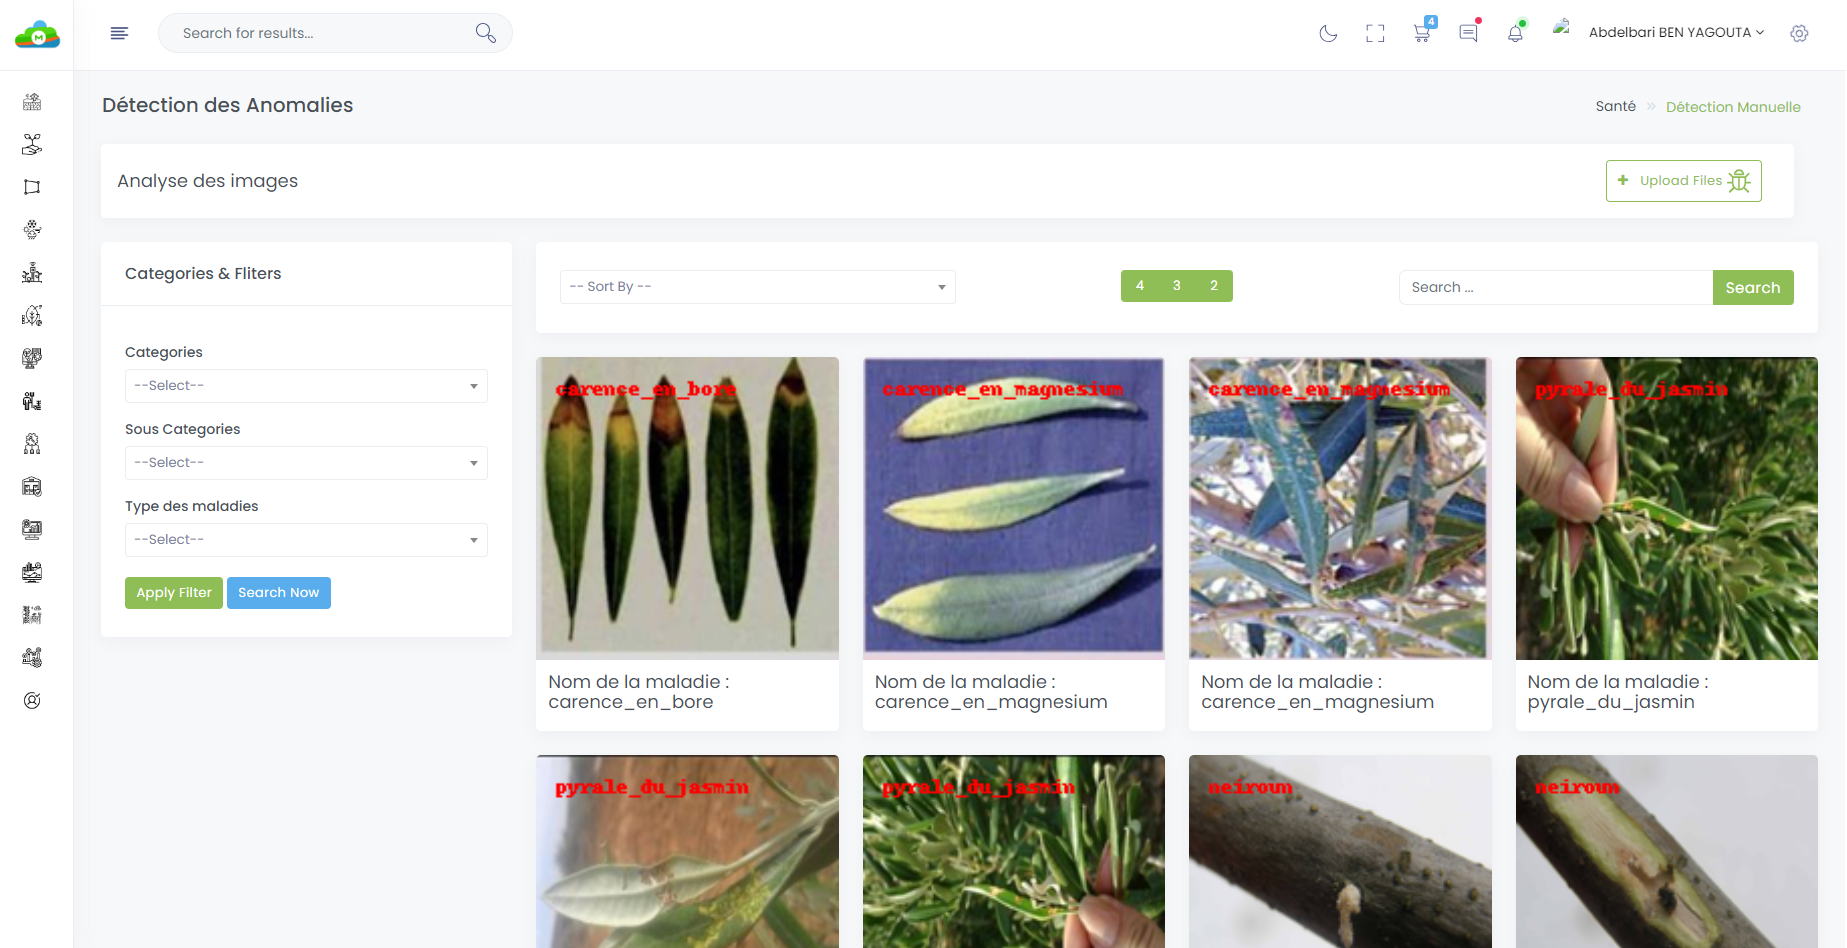 M
Search for results...
4
Abdelbari BEN YAGOUTA
Détection des Anomalies
Santé » Détection Manuelle
Analyse des images
+ Upload Files
Categories & Fliters
-- Sort By --
4 3 2
Search ...
Search
Categories
--Select--
Sous Categories
--Select--
Type des maladies
--Select--
Apply Filter
Search Now
carence_en_bore
carence_en_magnesium
carence_en_magnesium
pyrale_du_jasmin
Nom de la maladie :
carence_en_bore
Nom de la maladie :
carence_en_magnesium
Nom de la maladie :
carence_en_magnesium
Nom de la maladie :
pyrale_du_jasmin
pyrale_du_jasmin
pyrale_du_jasmin
neiroun
neiroun